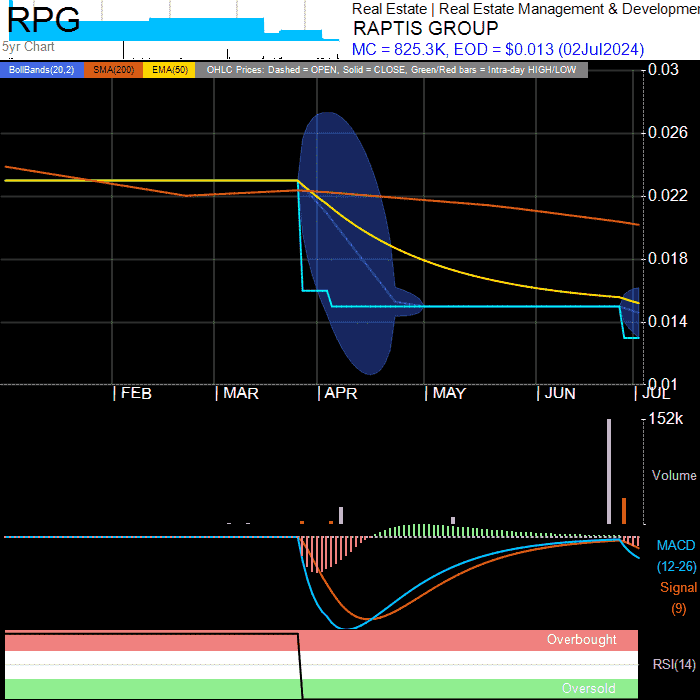 RPG
5yr Chart
Real Estate | Real Estate Management & Developmen
RAPTIS GROUP
MC = 825.3K, EOD = $0.013 (02Jul2024)
BollBands(20,2) SMA(200) EMA(50) OHLC Prices: Dashed = OPEN, Solid = CLOSE, Green/Red bars = Intra-day HIGH/LOW
0.03
0.026
0.022
0.018
0.014
0.01
FEB MAR APR MAY JUN JUL
152k
Volume
MACD
(12-26)
Signal
(9)
Overbought
RSI(14)
Oversold